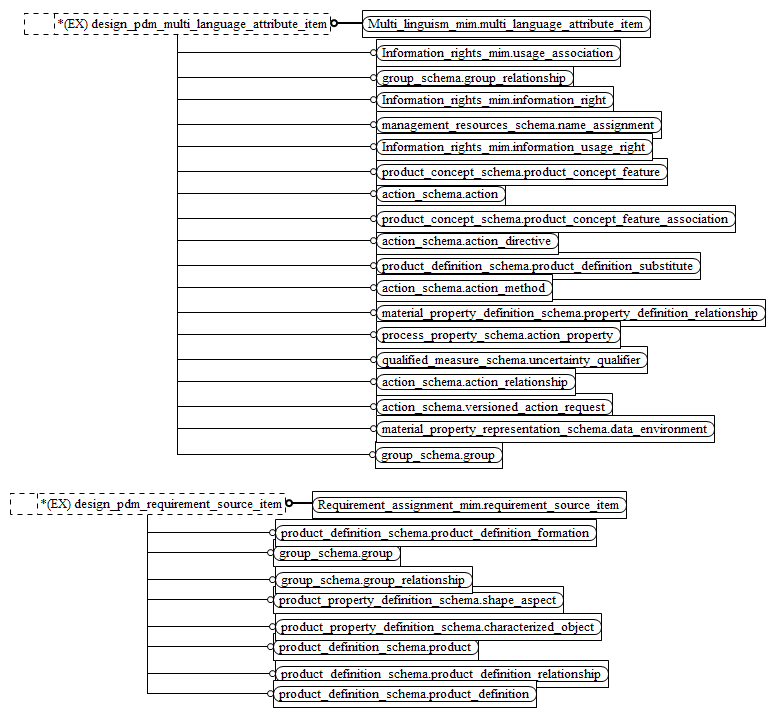 *(EX) design_pdm_multi_language_attribute_item
Multi_linguism_mim.multi_language_attribute_item
Information_rights_mim.usage_association
group_schema.group_relationship
Information_rights_mim.information_right
management_resources_schema.name_assignment
Information_rights_mim.information_usage_right
product_concept_schema.product_concept_feature
action_schema.action
product_concept_schema.product_concept_feature_association
action_schema.action_directive
product_definition_schema.product_definition_substitute
action_schema.action_method
material_property_definition_schema.property_definition_relationship
process_property_schema.action_property
qualified_measure_schema.uncertainty_qualifier
action_schema.action_relationship
action_schema.versioned_action_request
material_property_representation_schema.data_environment
group_schema.group
*(EX) design_pdm_requirement_source_item
Requirement_assignment_mim.requirement_source_item
product_definition_schema.product_definition_formation
group_schema.group
group_schema.group_relationship
product_property_definition_schema.shape_aspect
product_property_definition_schema.characterized_object
product_definition_schema.product
product_definition_schema.product_definition_relationship
product_definition_schema.product_definition